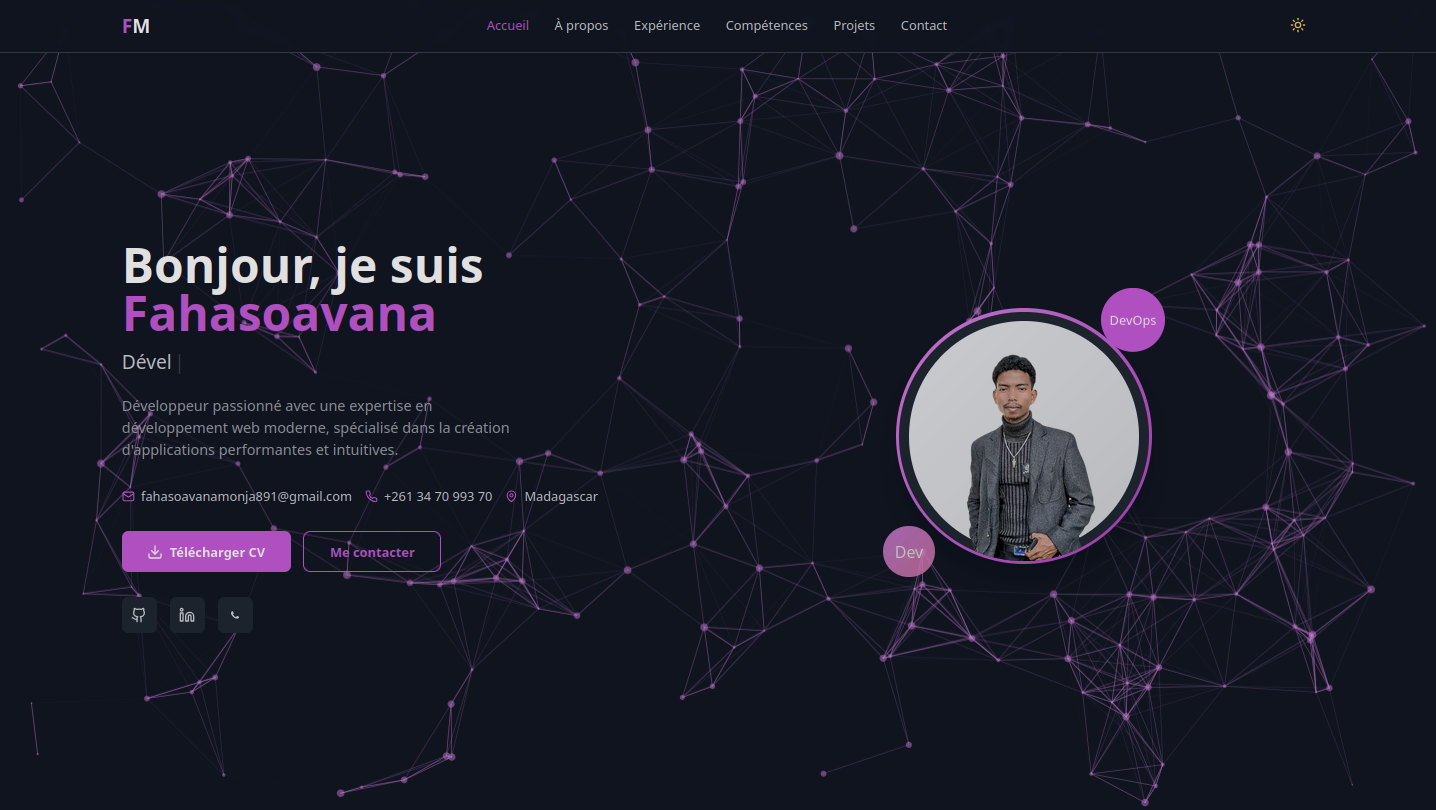 FM
Accueil
À propos
Expérience
Compétences
Projets
Contact
Bonjour, je suis
Fahasoavana
Dével
Développeur passionné avec une expertise en
développement web moderne, spécialisé dans la création
d'applications performantes et intuitives.
fahasoavanamonja891@gmail.com
+261 34 70 993 70
Madagascar
Télécharger CV
Me contacter
DevOps
Dev